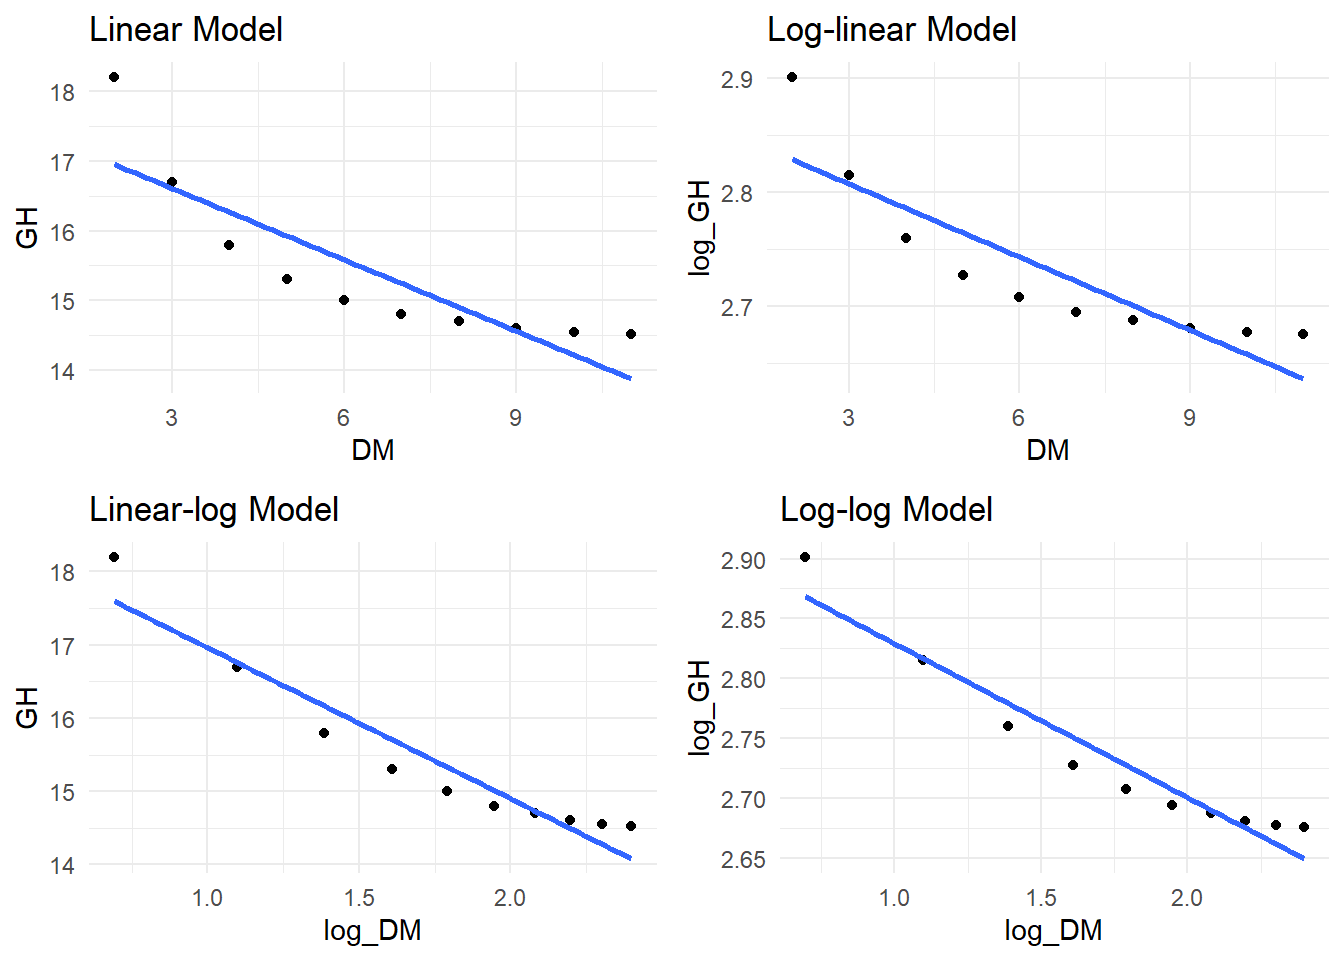 Linear Model
18
17
16
15
14
GH
3 6 9
DM
Log-linear Model
2.9
2.8
2.7
log_GH
3 6 9
DM
Linear-log Model
18
17
16
15
14
GH
1.0 1.5 2.0
log_DM
Log-log Model
2.90
2.85
2.80
2.75
2.70
2.65
log_GH
1.0 1.5 2.0
log_DM